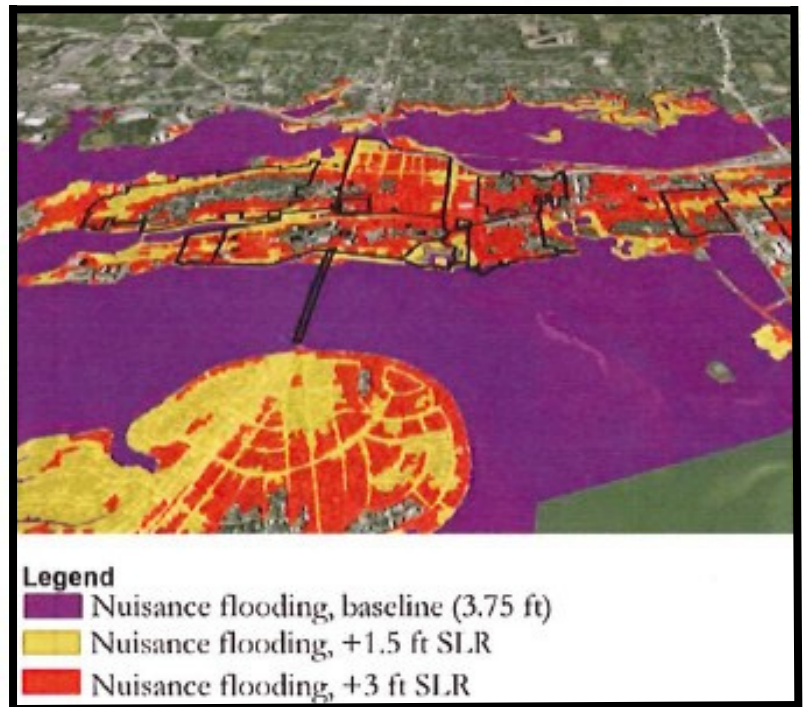 Legend
Nuisance flooding, baseline (3.75 ft)
Nuisance flooding, +1.5 ft SLR
Nuisance flooding, +3 ft SLR